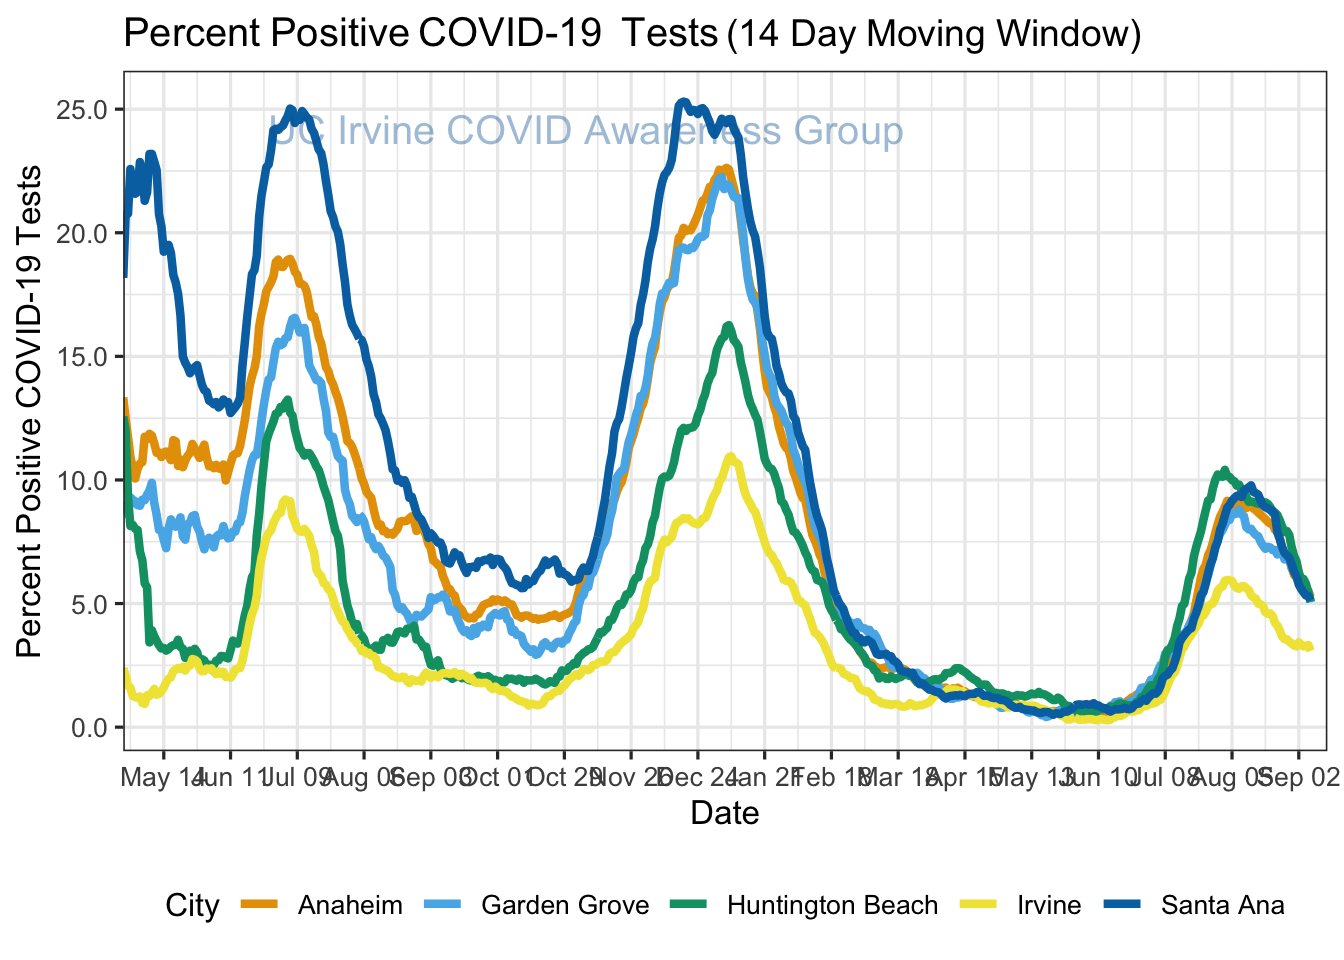 Percent Positive COVID-19 Tests (14 Day Moving Window)
UC Irvine COVID Awareness Group
Percent Positive COVID-19 Tests
25.0
20.0
15.0
10.0
5.0
0.0
May 14 Jun 11 Jul 09 Aug 06 Sep 03 Oct 01 Oct 29 Nov 26 Dec 24 Jan 21 Feb 18 Mar 18 Apr 15 May 13 Jun 10 Jul 08 Aug 05 Sep 02
Date
City Anaheim Garden Grove Huntington Beach Irvine Santa Ana